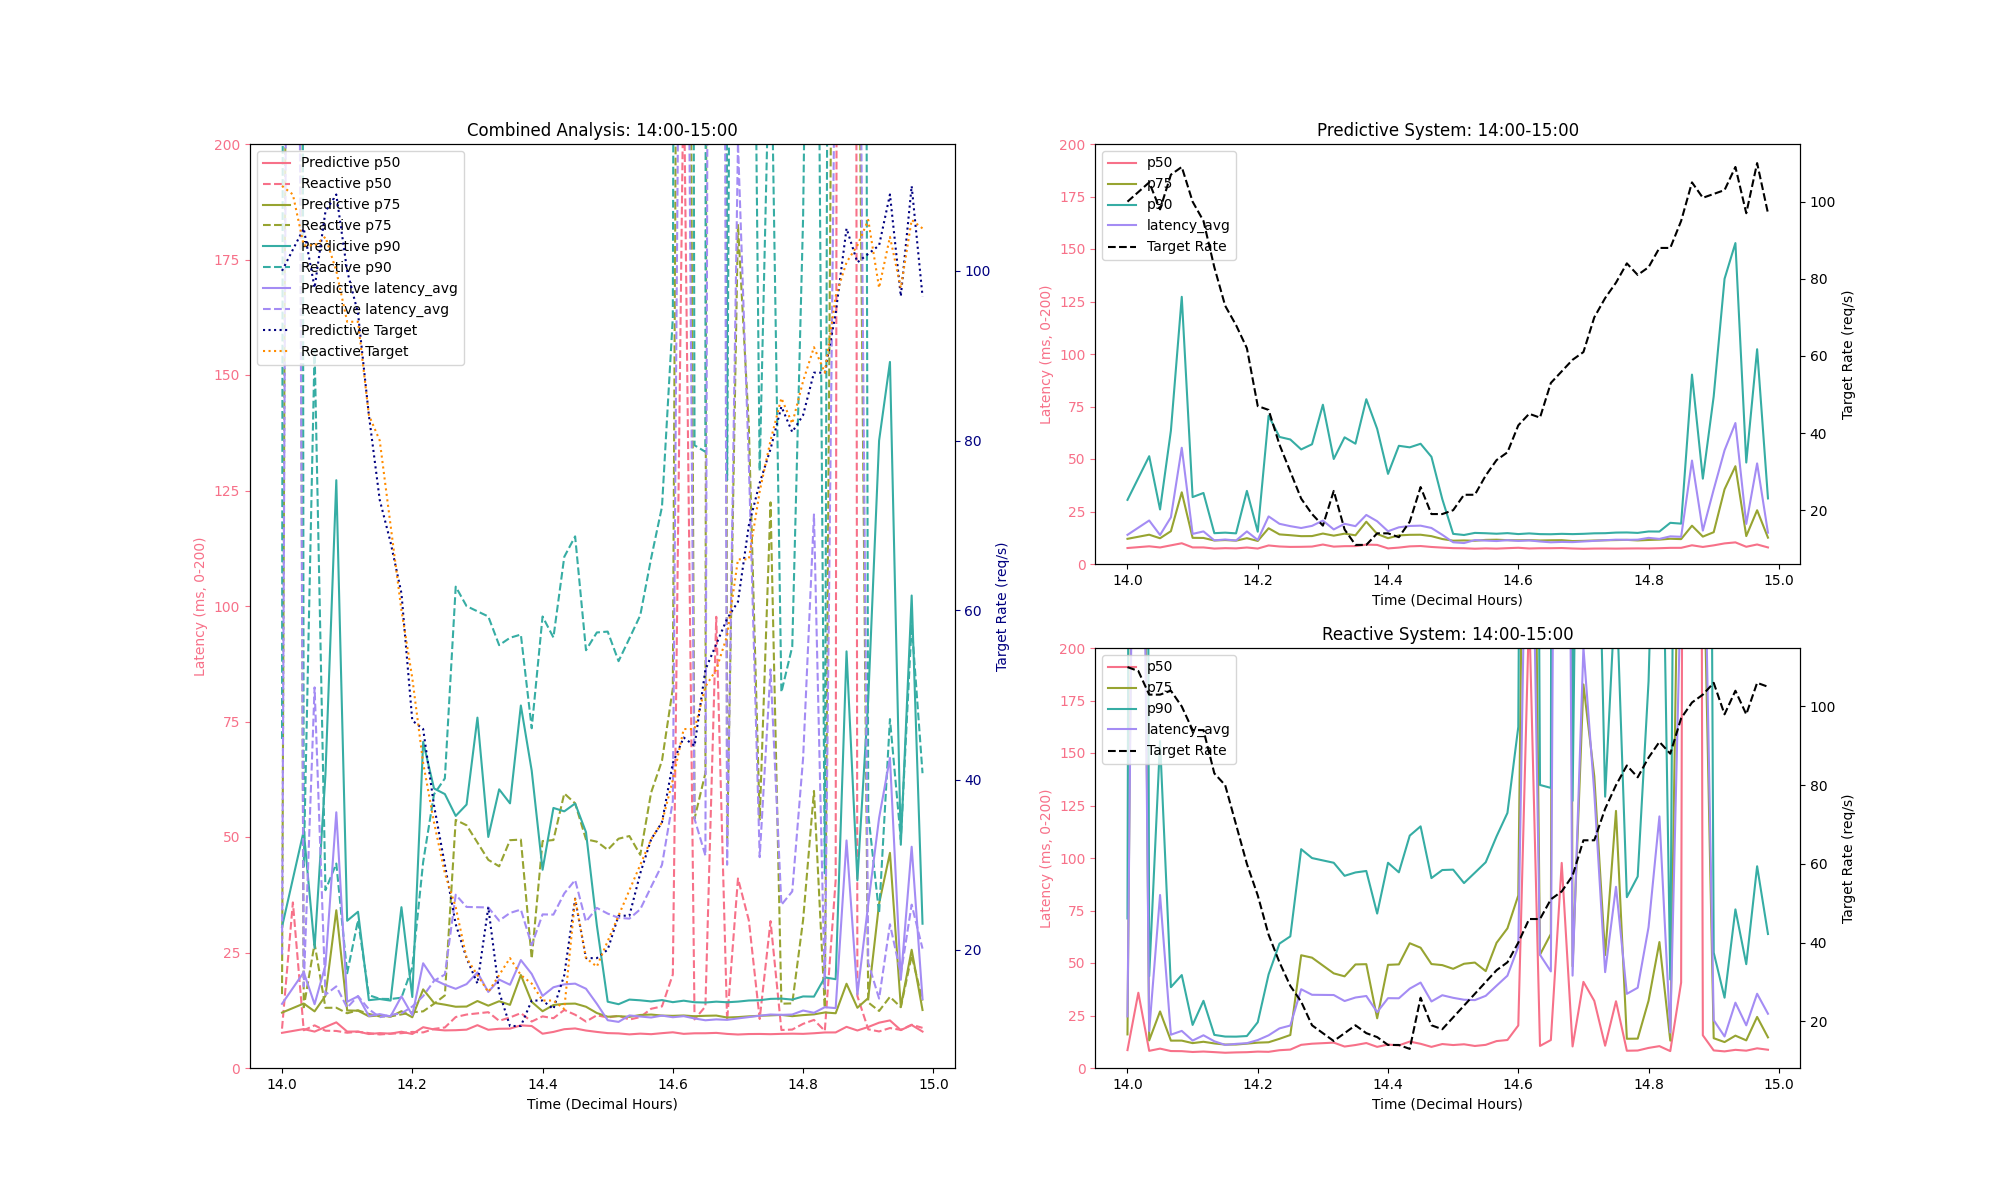 Combined Analysis: 14:00-15:00
200
175
150
125
100
75
50
25
0
Latency (ms, 0-200)
Predictive p50
Reactive p50
Predictive p75
Reactive p75
Predictive p90
Reactive p90
Predictive latency_avg
Reactive latency_avg
Predictive Target
Reactive Target
100
80
60
40
20
Target Rate (req/s)
14.0 14.2 14.4 14.6 14.8 15.0
Time (Decimal Hours)
Predictive System: 14:00-15:00
200
175
150
125
100
75
50
25
0
Latency (ms, 0-200)
p50
p75
p90
latency_avg
Target Rate
100
80
60
40
20
Target Rate (req/s)
14.0 14.2 14.4 14.6 14.8 15.0
Time (Decimal Hours)
Reactive System: 14:00-15:00
200
175
150
125
100
75
50
25
0
Latency (ms, 0-200)
p50
p75
p90
latency_avg
Target Rate
100
80
60
40
20
Target Rate (req/s)
14.0 14.2 14.4 14.6 14.8 15.0
Time (Decimal Hours)